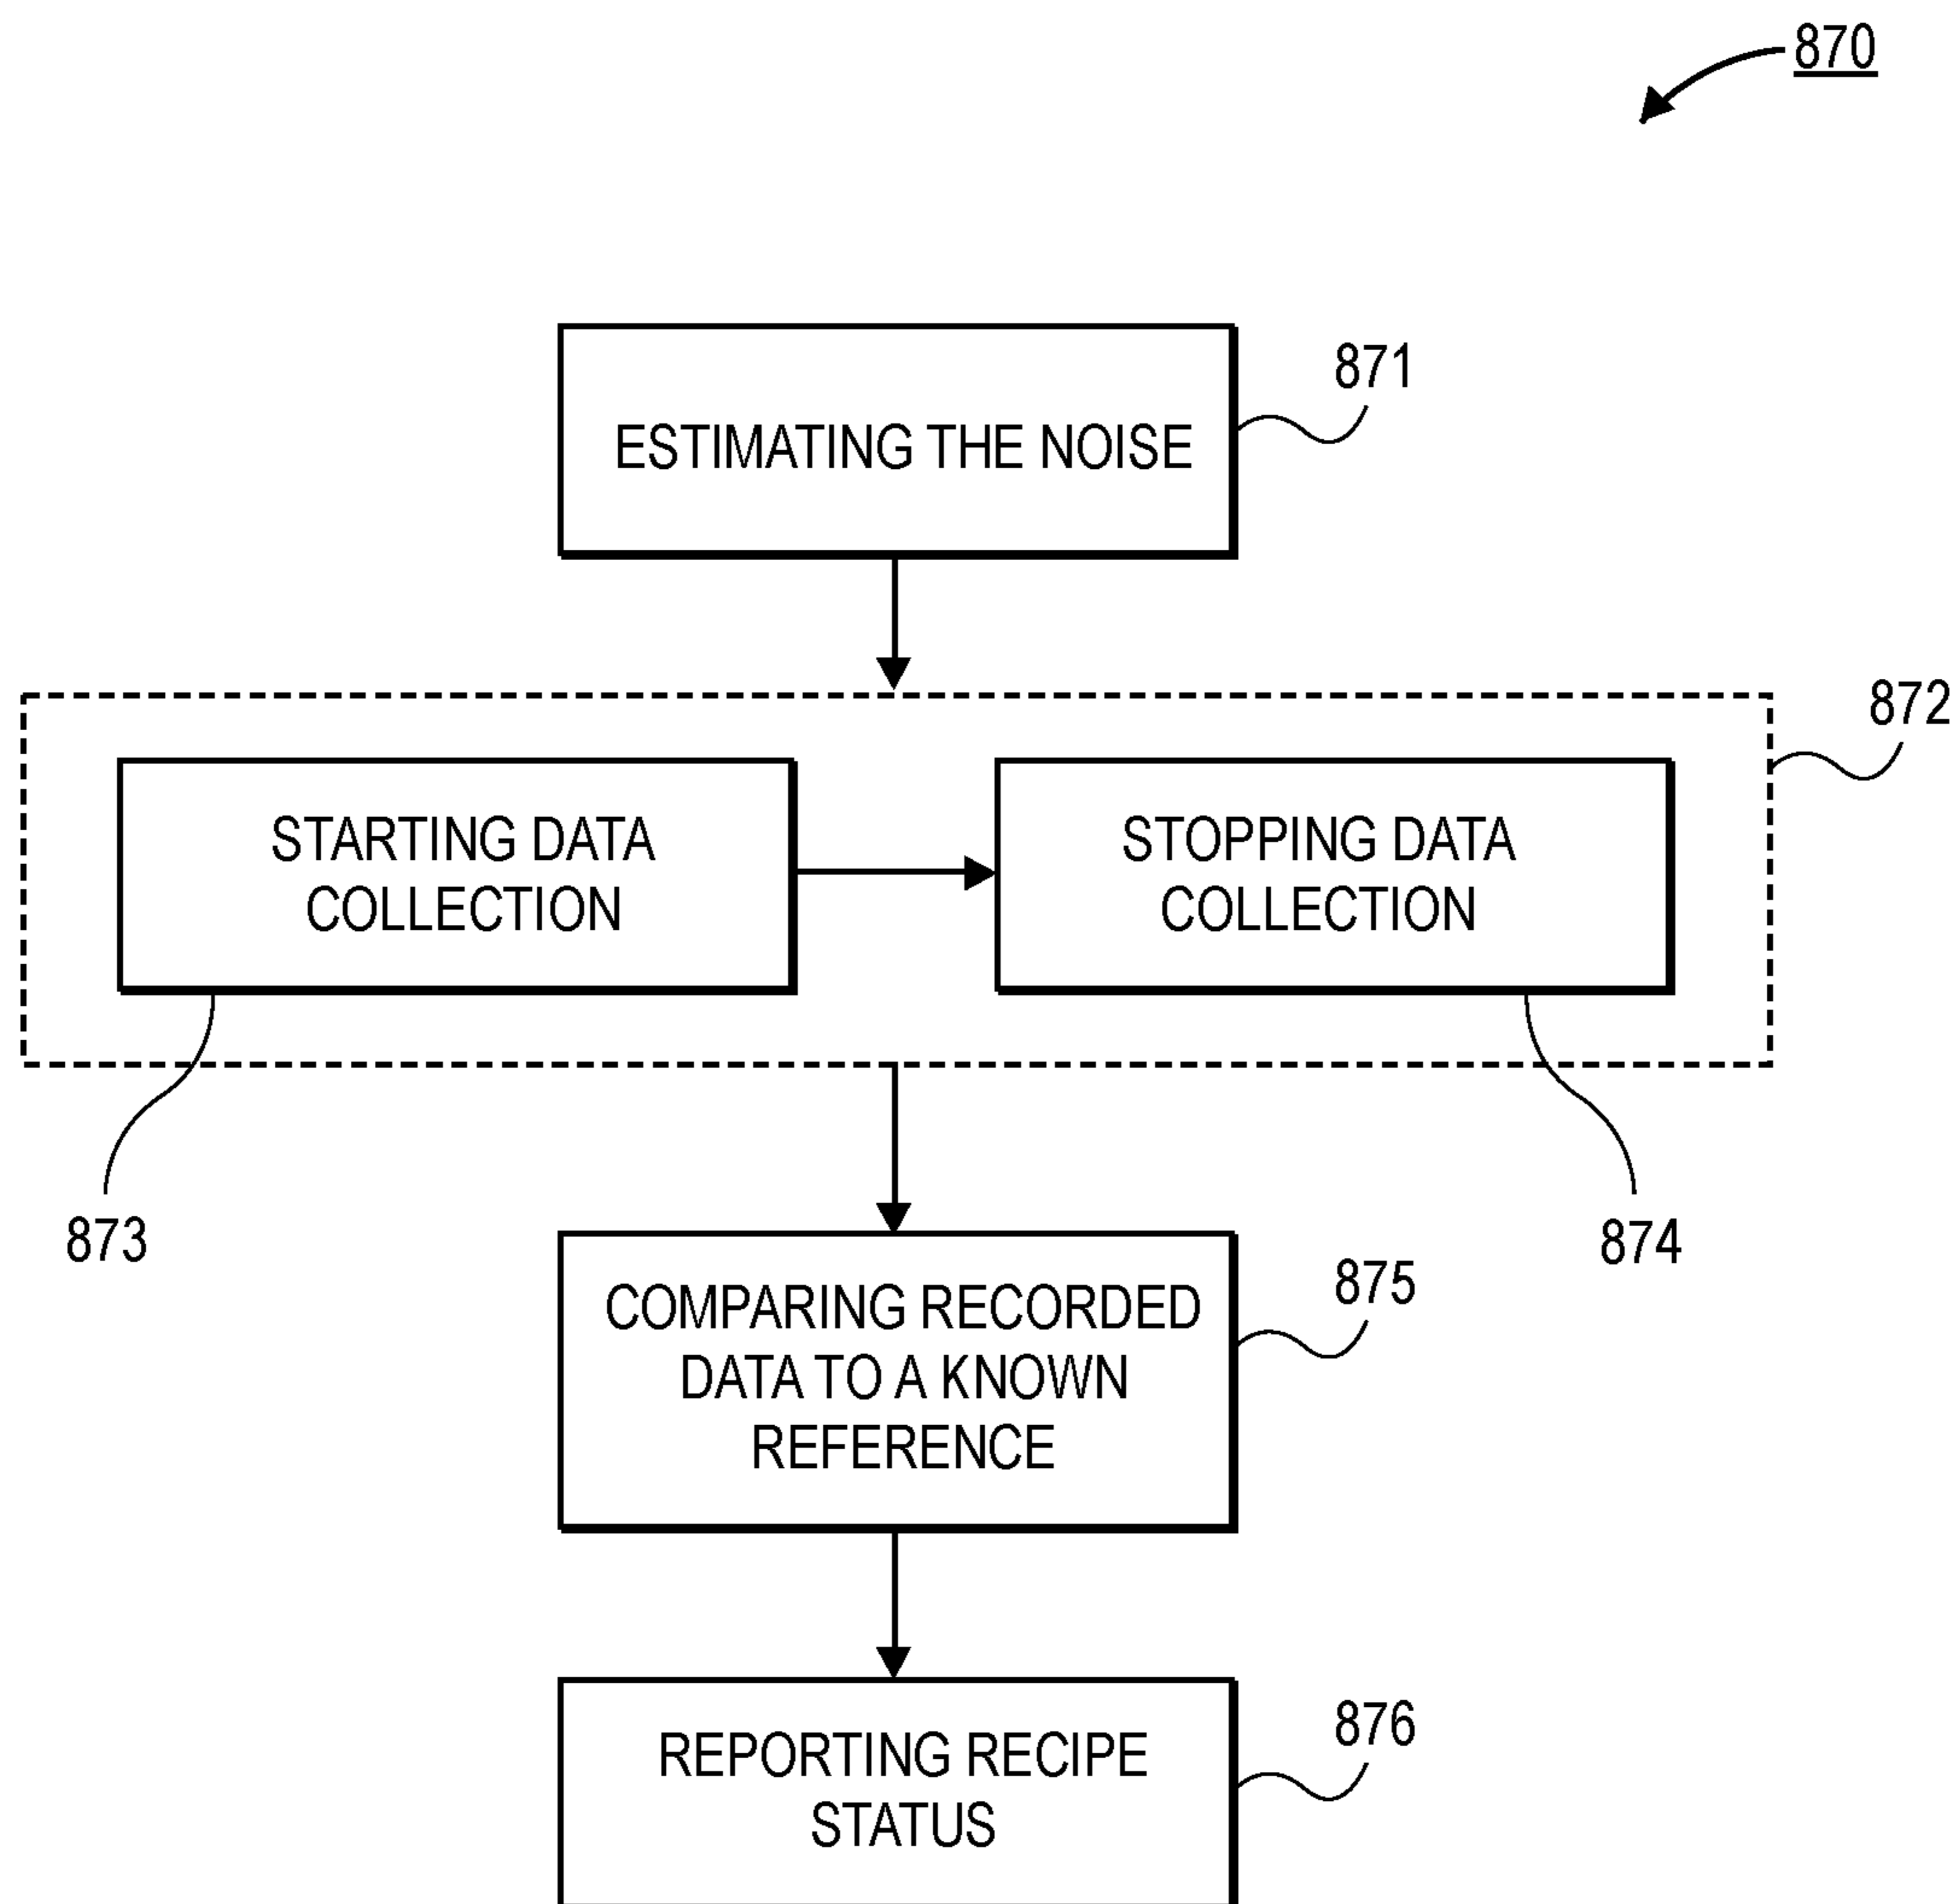 870
ESTIMATING THE NOISE
871
872
STARTING DATA
COLLECTION
STOPPING DATA
COLLECTION
873
874
COMPARING RECORDED
DATA TO A KNOWN
REFERENCE
875
REPORTING RECIPE
STATUS
876